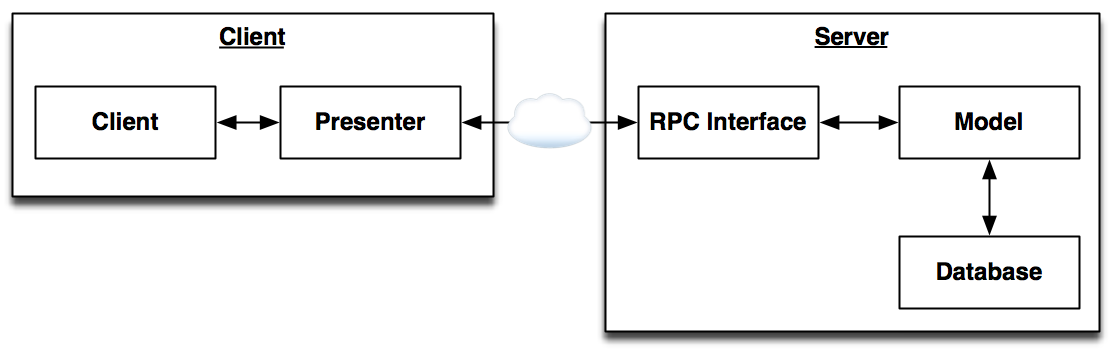 Client
Server
Client
Presenter
RPC Interface
Model
Database